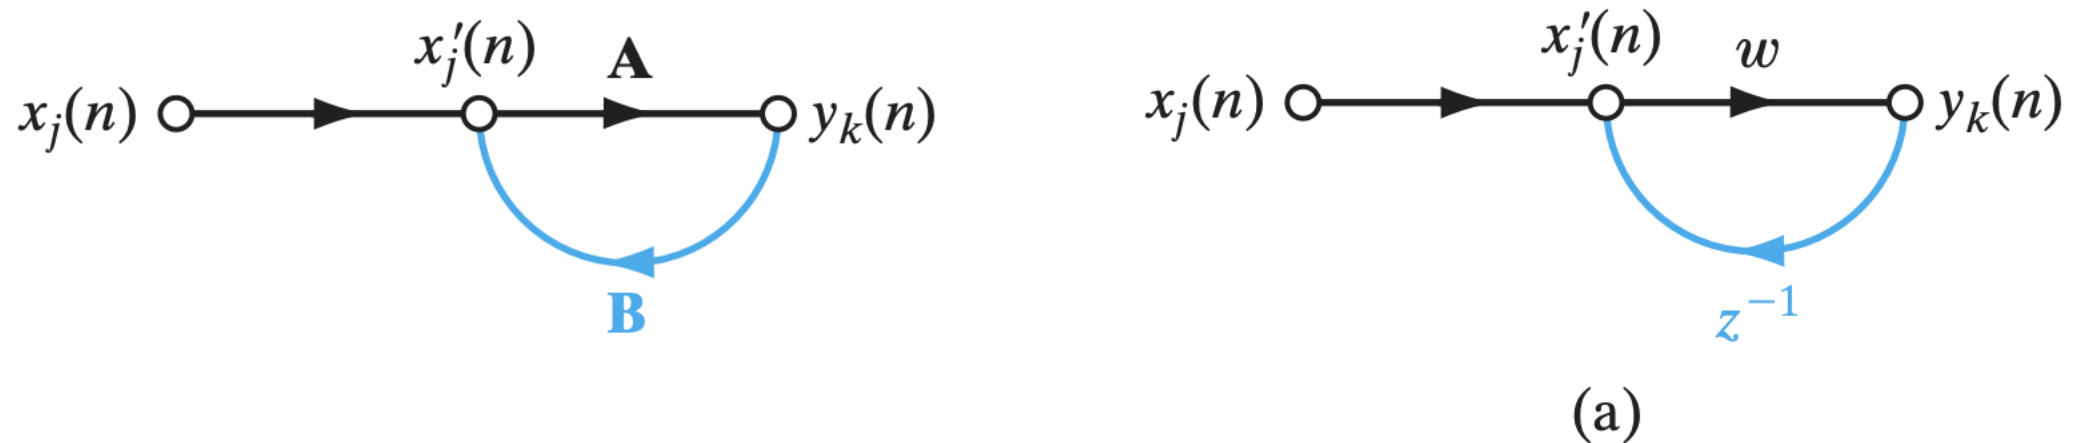 x_j(n) x_j′(n) A y_k(n)
B
x_j(n) x_j′(n) w y_k(n)
z^{−1}
(a)